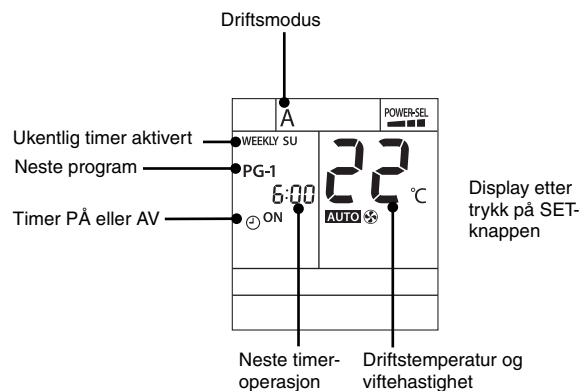 Driftsmodus
A
POWER-SEL
Ukentlig timer aktivert
WEEKLY SU
Neste program
PG-1
22 °C
6:00
Timer PÅ eller AV
ON
AUTO
Display etter
trykk på SET-
knappen
Neste timer-
operasjon
Driftstemperatur og
viftehastighet